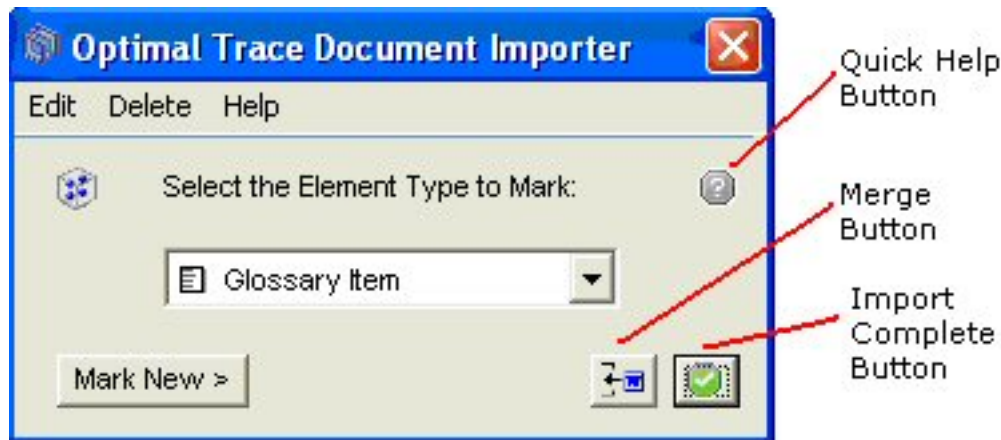 Optimal Trace Document Importer
Quick Help
Button
Edit Delete Help
Select the Element Type to Mark:
Merge
Button
Glossary Item
Import
Complete
Button
Mark New >